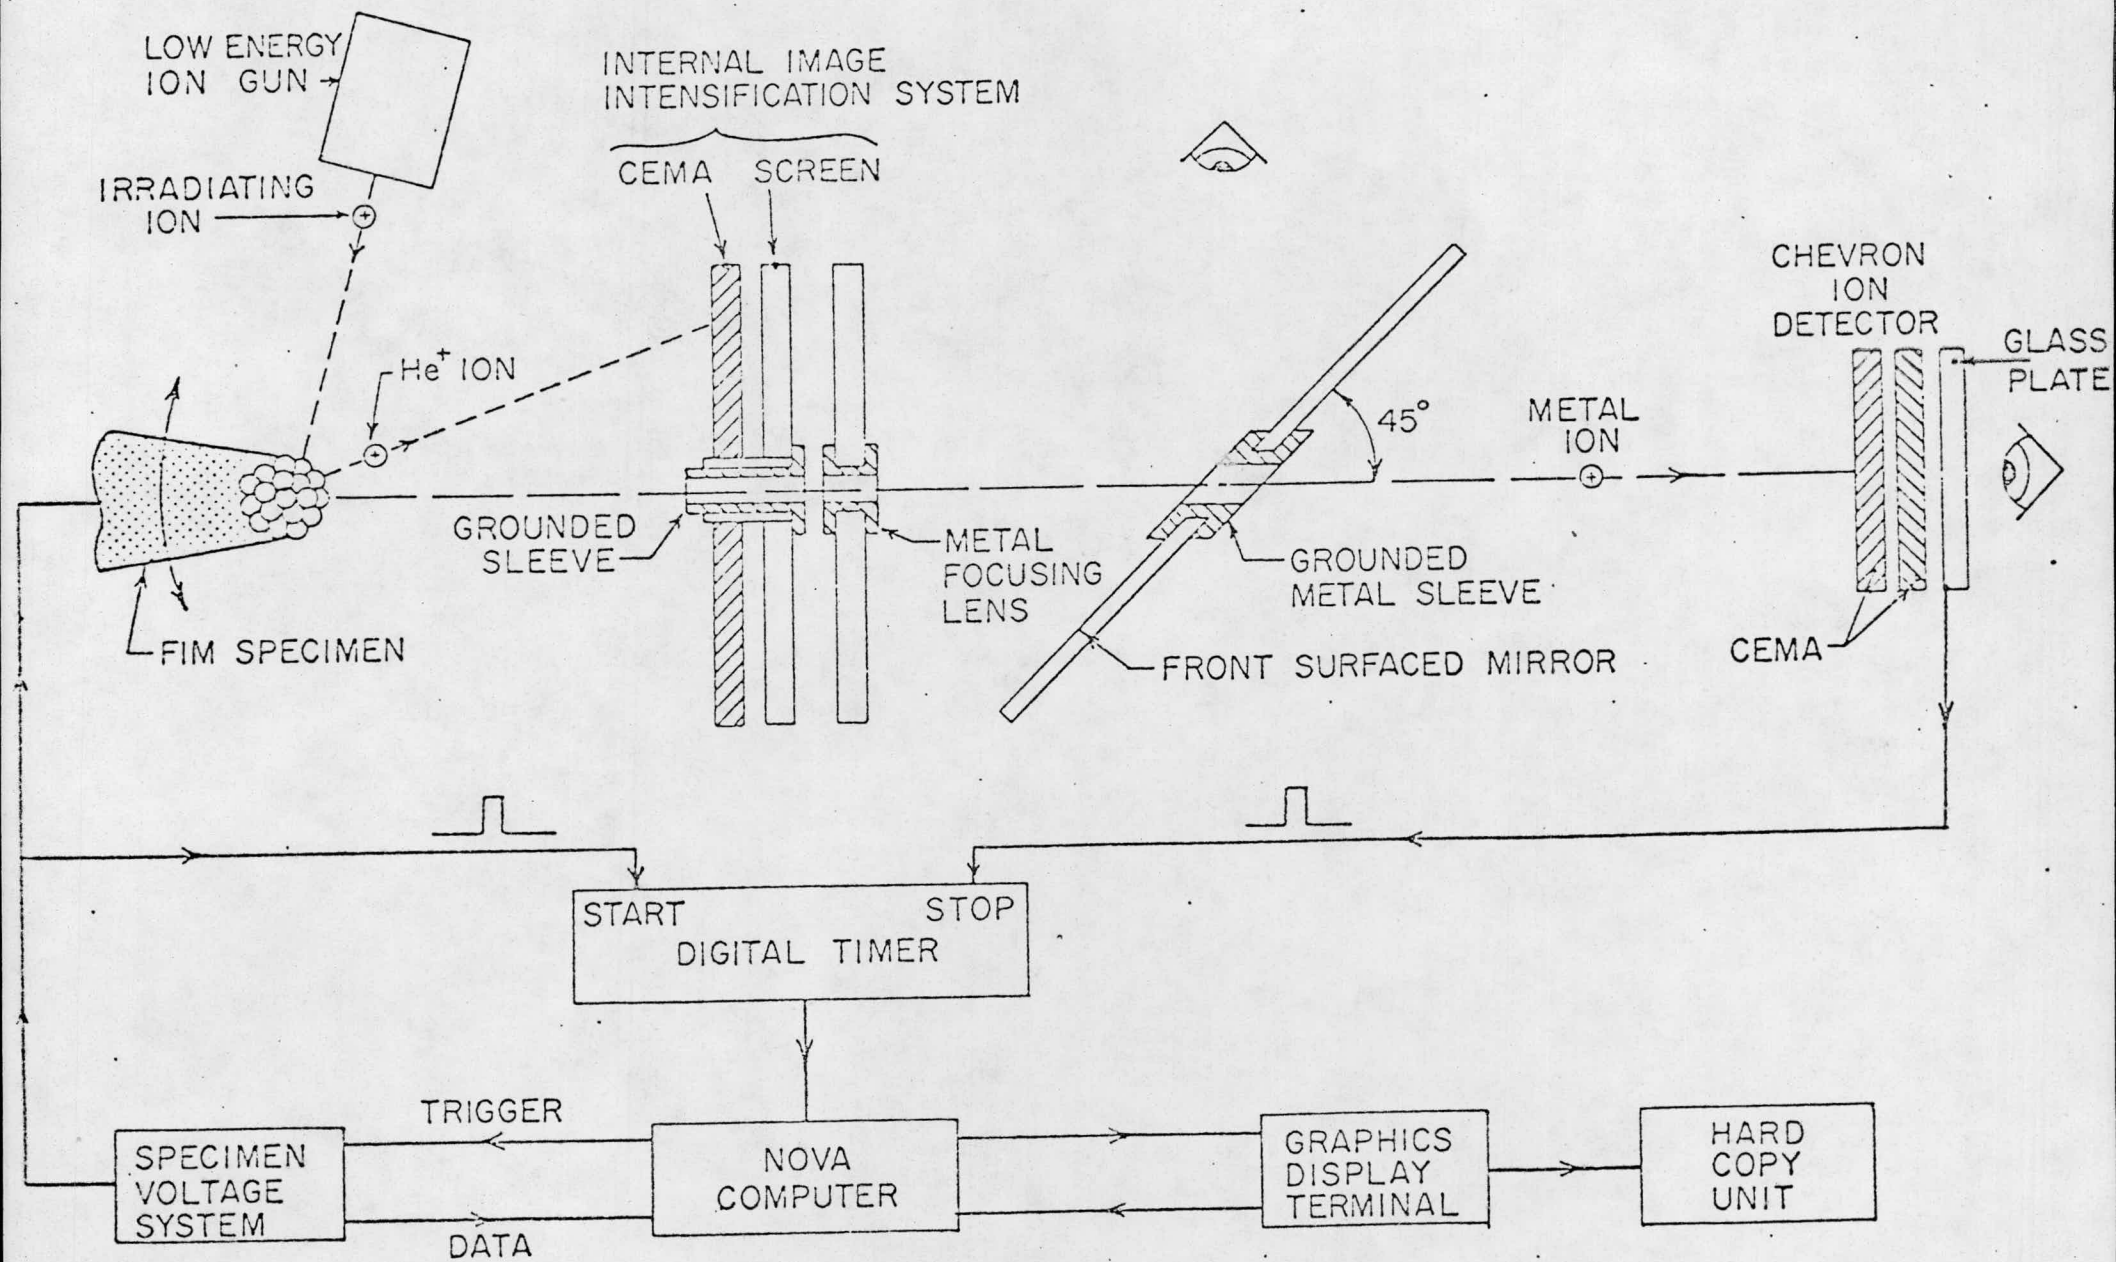 LOW ENERGY
ION GUN
IRRADIATING
ION
+
INTERNAL IMAGE
INTENSIFICATION SYSTEM
CEMA SCREEN
He+ ION
+
FIM SPECIMEN
GROUNDED
SLEEVE
METAL
FOCUSING
LENS
45°
GROUNDED
METAL SLEEVE
FRONT SURFACED MIRROR
METAL
ION
+
CHEVRON
ION
DETECTOR
GLASS
PLATE
CEMA
START STOP
DIGITAL TIMER
SPECIMEN
VOLTAGE
SYSTEM
TRIGGER
DATA
NOVA
COMPUTER
GRAPHICS
DISPLAY
TERMINAL
HARD
COPY
UNIT